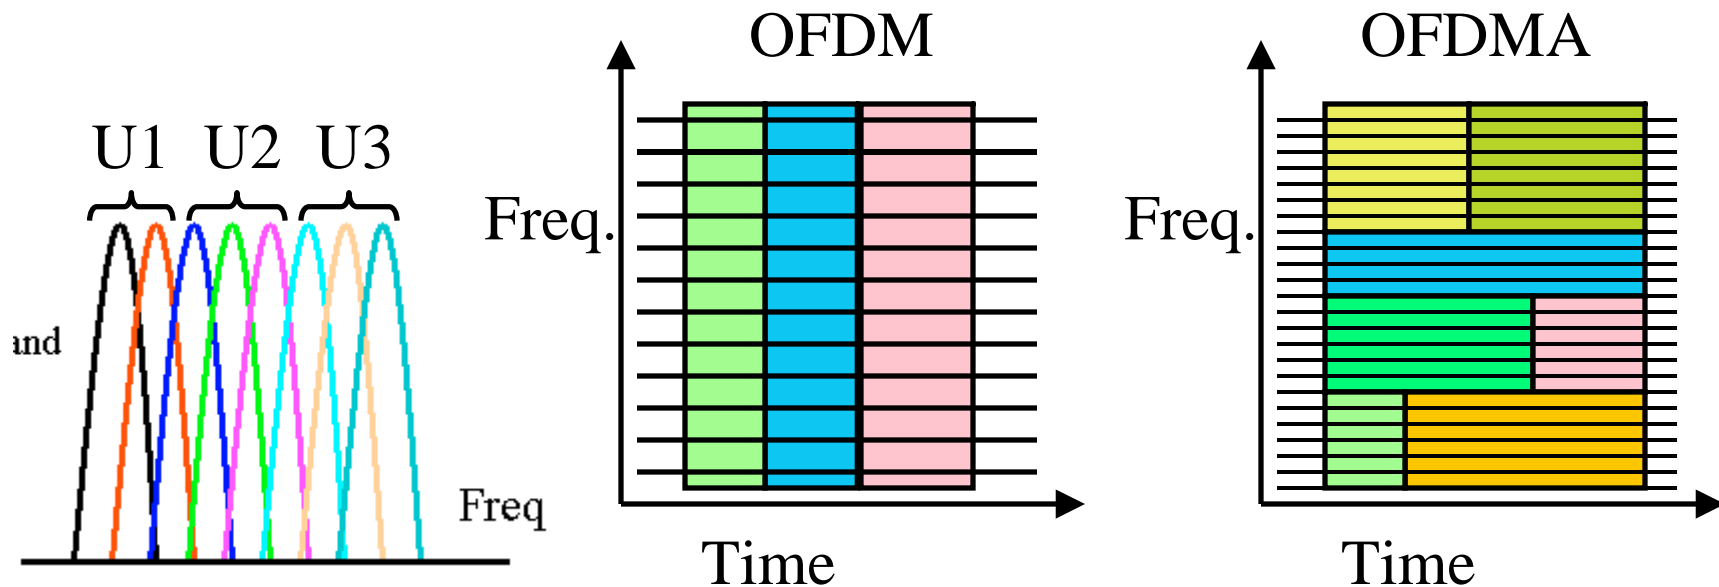 U1 U2 U3
Freq
OFDM
Freq.
Time
OFDMA
Freq.
Time